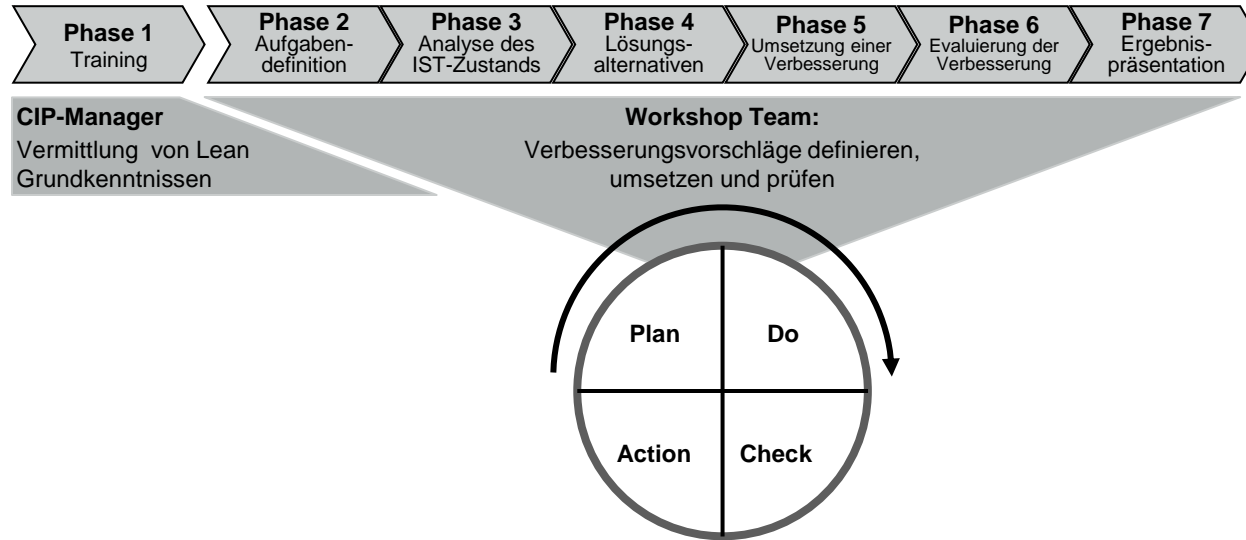 Phase 1
Training
Phase 2
Aufgaben-
definition
Phase 3
Analyse des
IST-Zustands
Phase 4
Lösungs-
alternativen
Phase 5
Umsetzung einer
Verbesserung
Phase 6
Evaluierung der
Verbesserung
Phase 7
Ergebnis-
präsentation
CIP-Manager
Vermittlung von Lean
Grundkenntnissen
Workshop Team:
Verbesserungsvorschläge definieren,
umsetzen und prüfen
Plan
Do
Action
Check